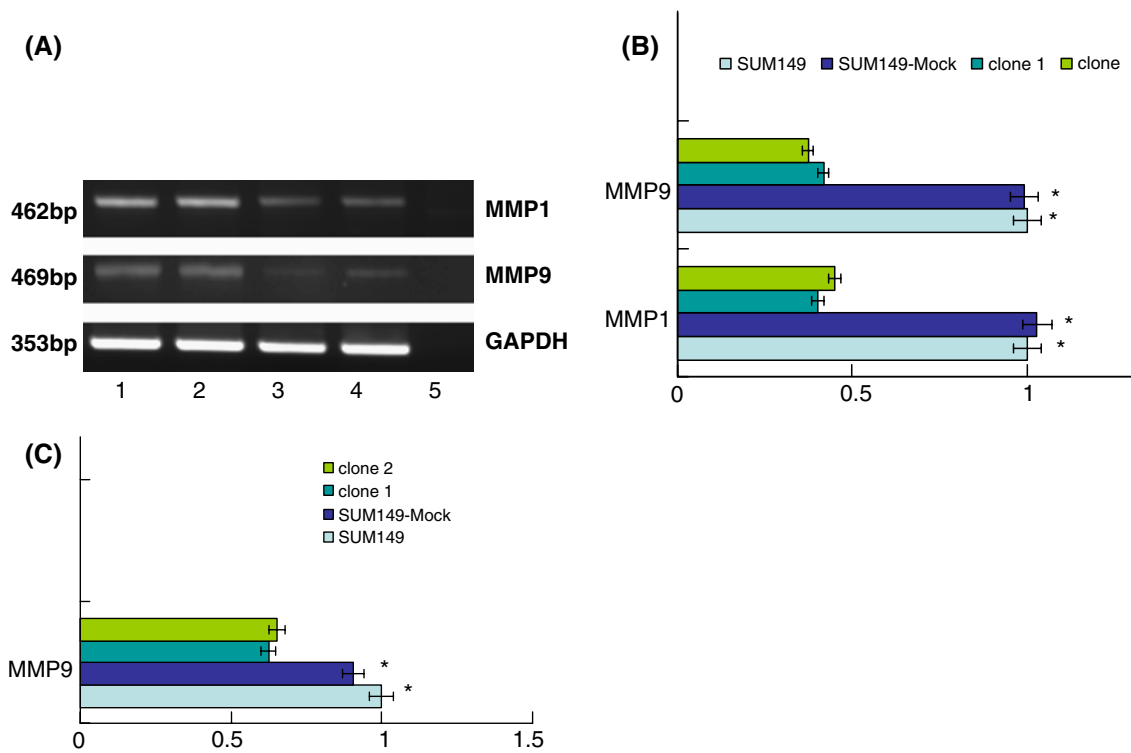 (A)
462bp MMP1
469bp MMP9
353bp GAPDH
1 2 3 4 5
(B)
SUM149 SUM149-Mock clone 1 clone
MMP9
*
*
MMP1
*
*
0 0.5 1
(C)
clone 2
clone 1
SUM149-Mock
SUM149
MMP9
*
*
0 0.5 1 1.5